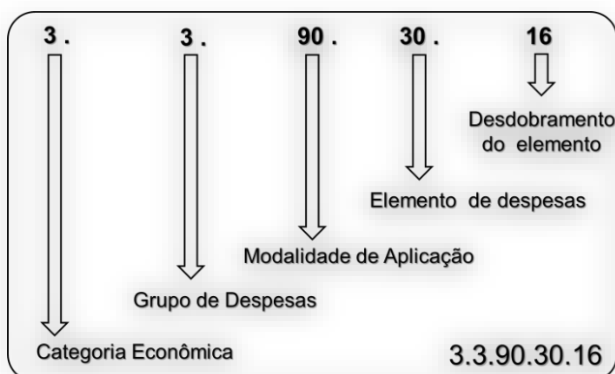 3 . 3 . 90 . 30 . 16
Desdobramento
do elemento
Elemento de despesas
Modalidade de Aplicação
Grupo de Despesas
Categoria Econômica
3.3.90.30.16